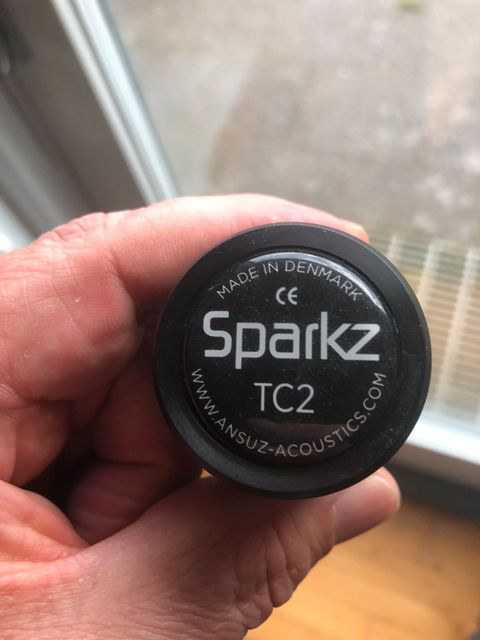 MADE IN DENMARK
CE
Sparkz
TC2
WWW.ANSUZ-ACOUSTICS.COM